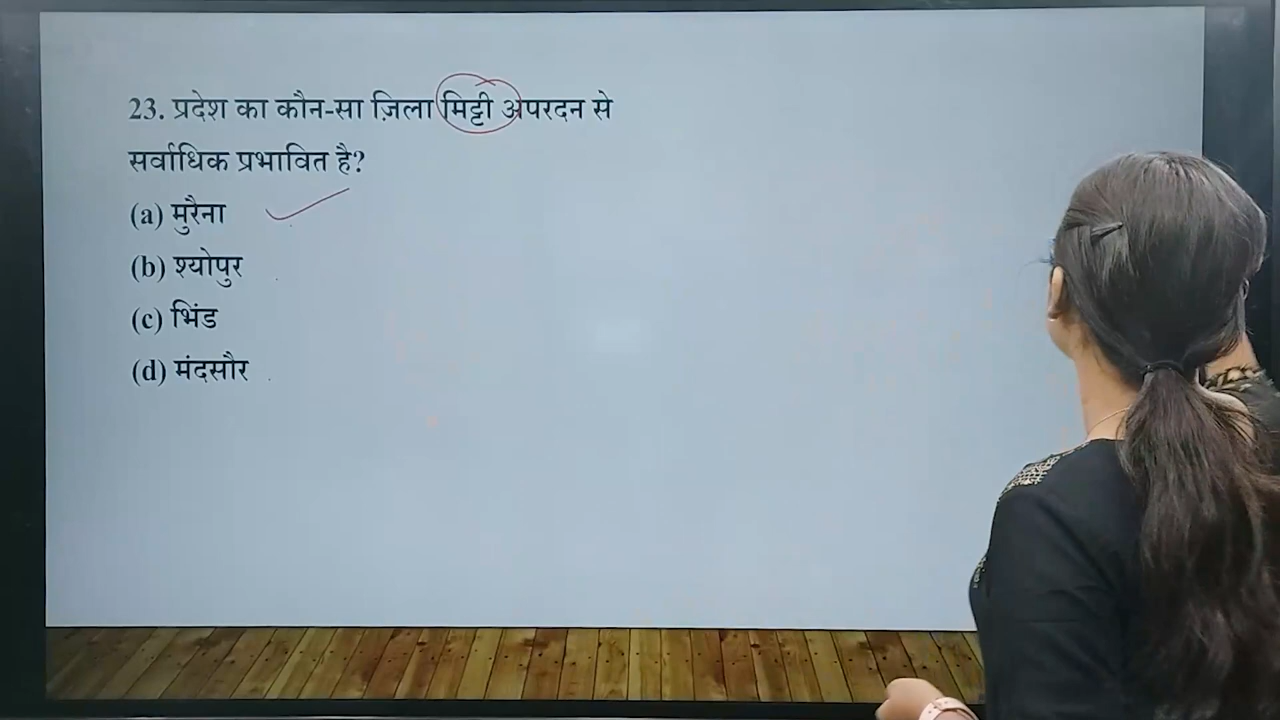 23. प्रदेश का कौन-सा ज़िला मिट्टी अपरदन से
सर्वाधिक प्रभावित है?
(a) मुरैना
(b) श्योपुर
(c) भिंड
(d) मंदसौर